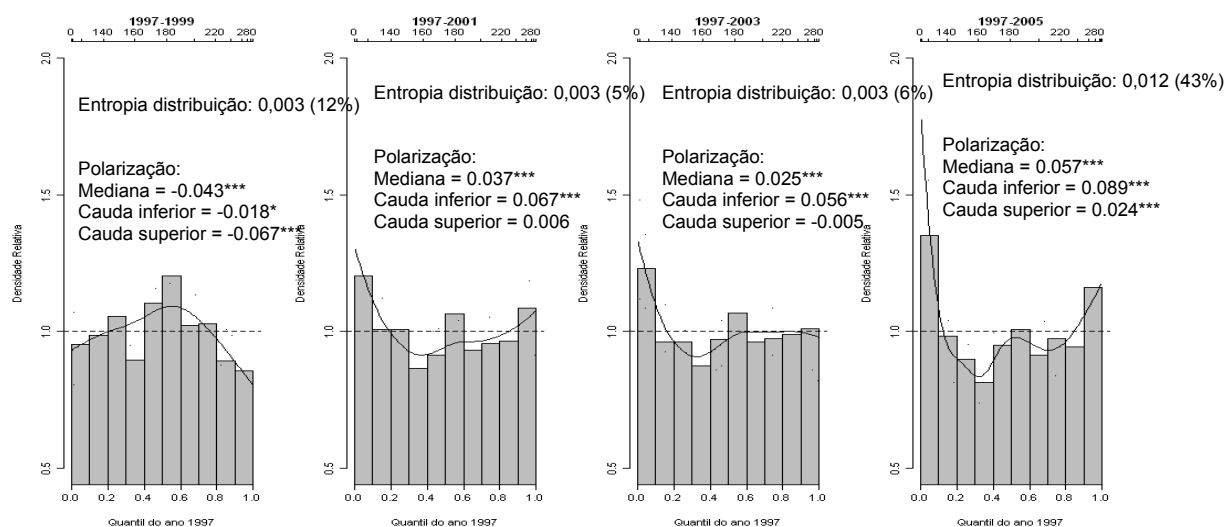 1997-1999
0 140 160 180 220 280
2.0
1.5
1.0
0.5
Densidade Relativa
Entropia distribuição: 0,003 (12%)
Polarização:
Mediana = -0.043***
Cauda inferior = -0.018*
Cauda superior = -0.067***
0.0 0.2 0.4 0.6 0.8 1.0
Quantil do ano 1997
1997-2001
0 140 160 180 220 280
2.0
1.5
1.0
0.5
Densidade Relativa
Entropia distribuição: 0,003 (5%)
Polarização:
Mediana = 0.037***
Cauda inferior = 0.067***
Cauda superior = 0.006
0.0 0.2 0.4 0.6 0.8 1.0
Quantil do ano 1997
1997-2003
0 140 160 180 220 280
2.0
1.5
1.0
0.5
Densidade Relativa
Entropia distribuição: 0,003 (6%)
Polarização:
Mediana = 0.025***
Cauda inferior = 0.056***
Cauda superior = -0.005
0.0 0.2 0.4 0.6 0.8 1.0
Quantil do ano 1997
1997-2005
0 140 160 180 220 280
2.0
1.5
1.0
0.5
Densidade Relativa
Entropia distribuição: 0,012 (43%)
Polarização:
Mediana = 0.057***
Cauda inferior = 0.089***
Cauda superior = 0.024***
0.0 0.2 0.4 0.6 0.8 1.0
Quantil do ano 1997